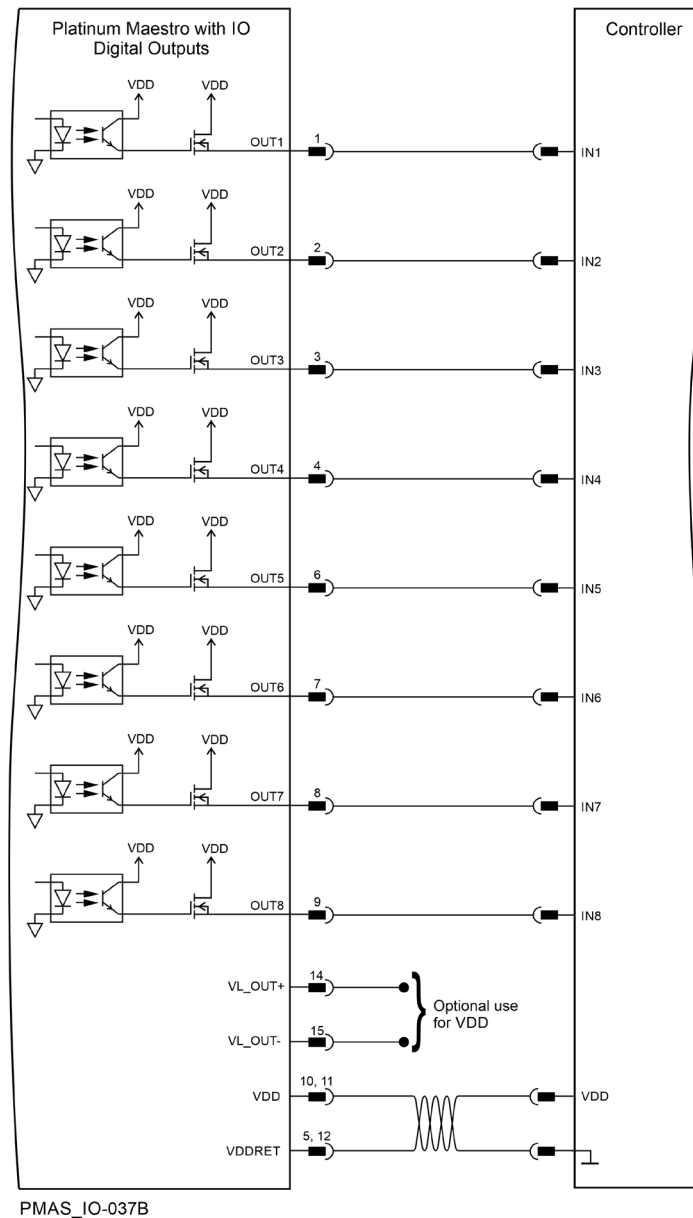 Platinum Maestro with IO
Digital Outputs
Controller
VDD VDD
OUT1 1 IN1
VDD VDD
OUT2 2 IN2
VDD VDD
OUT3 3 IN3
VDD VDD
OUT4 4 IN4
VDD VDD
OUT5 6 IN5
VDD VDD
OUT6 7 IN6
VDD VDD
OUT7 8 IN7
VDD VDD
OUT8 9 IN8
VL_OUT+ 14
Optional use
for VDD
VL_OUT- 15
VDD 10, 11 VDD
VDDRET 5, 12
PMAS_IO-037B